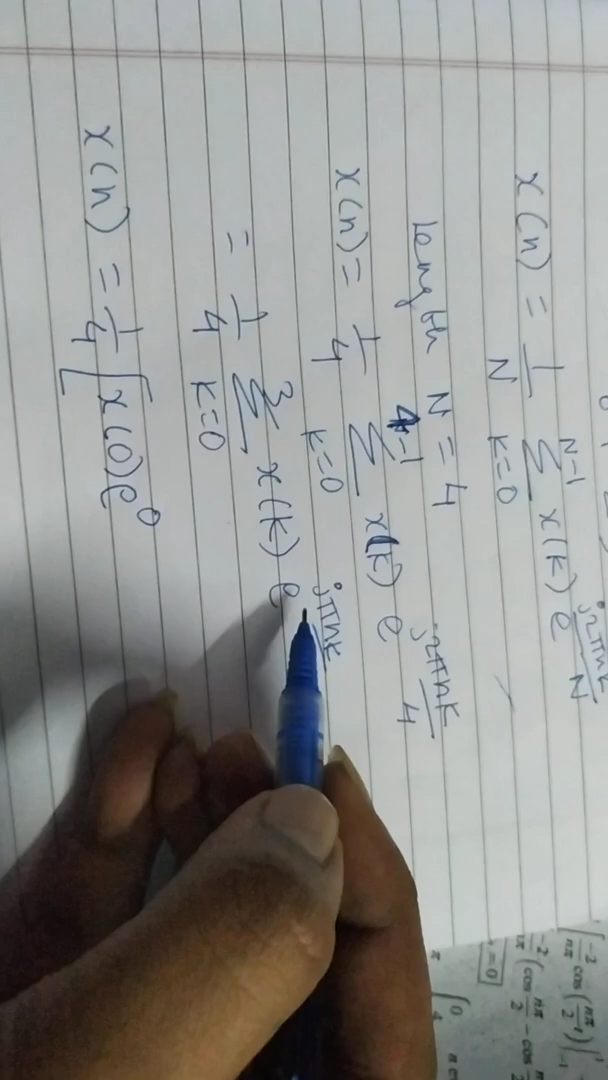 x(n) = 1/N Σ_{k=0}^{N-1} x(k) e^{j2πnk/N}
Length N = 4
x(n) = 1/4 Σ_{k=0}^{4-1} x(k) e^{j2πnk/4}
= 1/4 Σ_{k=0}^{3} x(k) e^{jπnk
x(n) = 1/4 [ x(0)e^0